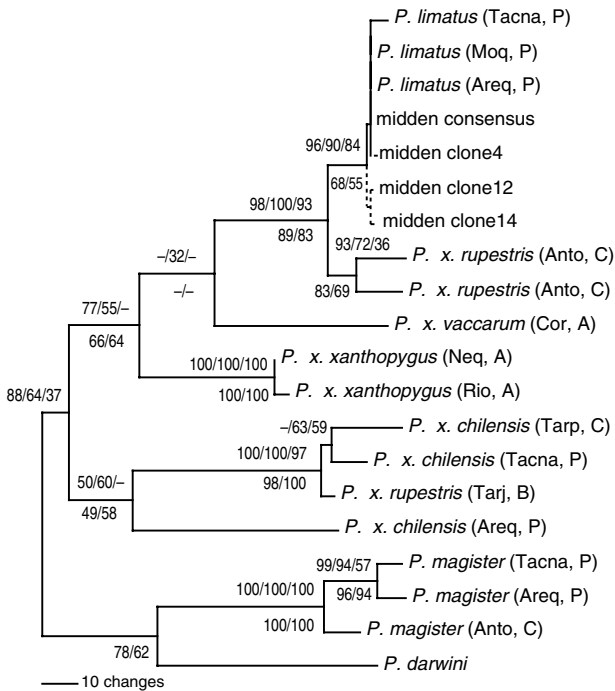 P. limatus (Tacna, P)
P. limatus (Moq, P)
P. limatus (Areq, P)
midden consensus
96/90/84
midden clone4
68/55
midden clone12
98/100/93
midden clone14
89/83
93/72/36
P. x. rupestris (Anto, C)
–/32/–
83/69
P. x. rupestris (Anto, C)
–/–
77/55/–
P. x. vaccarum (Cor, A)
66/64
100/100/100
P. x. xanthopygus (Neq, A)
88/64/37
100/100
P. x. xanthopygus (Rio, A)
–/63/59
P. x. chilensis (Tarp, C)
100/100/97
P. x. chilensis (Tacna, P)
50/60/–
98/100
P. x. rupestris (Tarj, B)
49/58
P. x. chilensis (Areq, P)
99/94/57
P. magister (Tacna, P)
100/100/100
96/94
P. magister (Areq, P)
100/100
P. magister (Anto, C)
78/62
P. darwini
10 changes